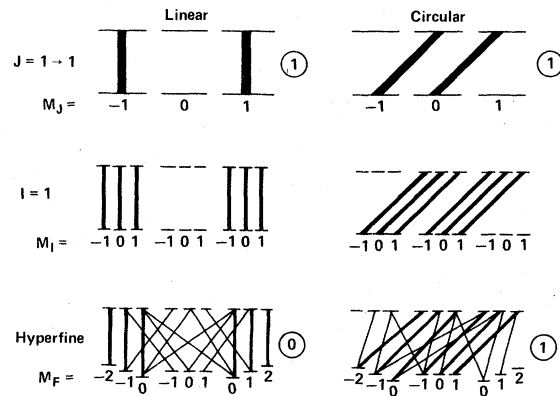 Linear Circular
J = 1 → 1 1 1
M_J = -1 0 1 -1 0 1
I = 1
M_I = -1 0 1 -1 0 1 -1 0 1 -1 0 1 -1 0 1 -1 0 1
Hyperfine 0 1
M_F = -2 -1 0 -1 0 1 0 1 2 -2 -1 0 -1 0 1 0 1 2